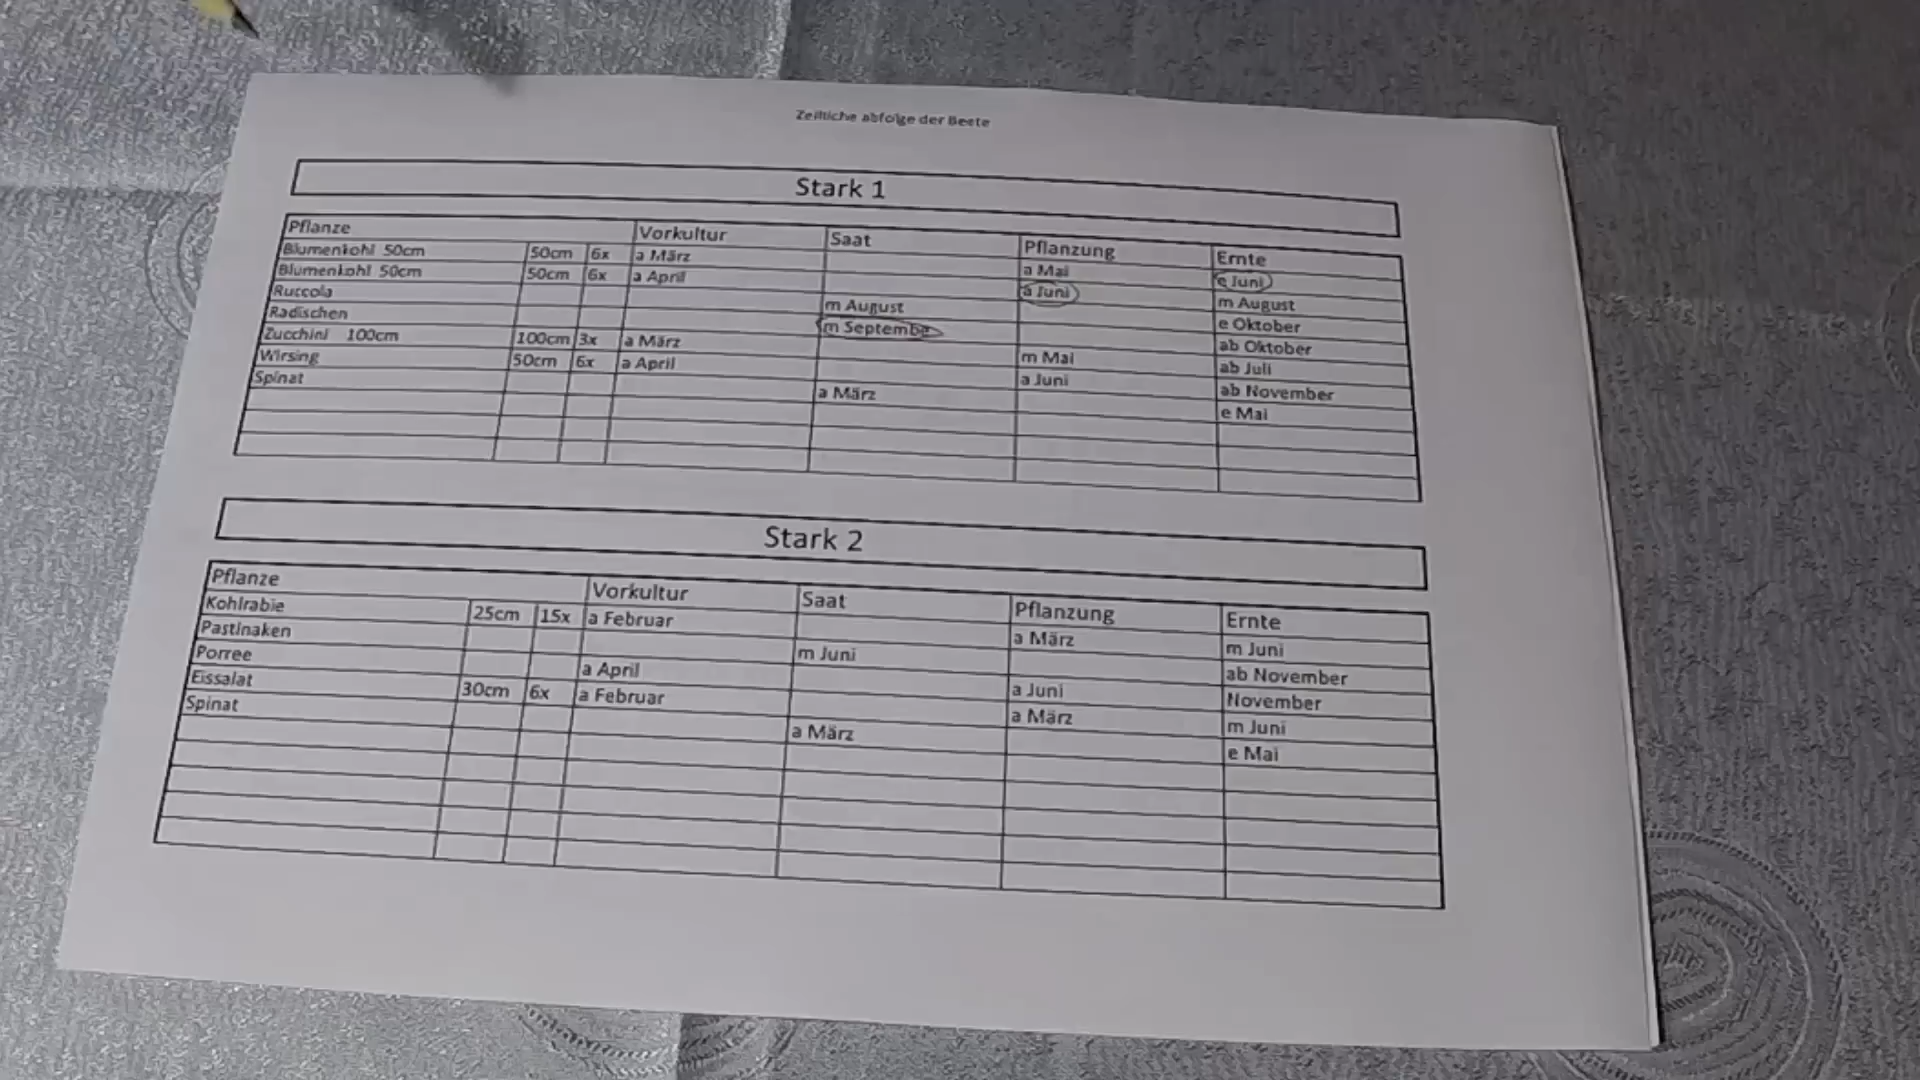 Zeitliche abfolge der Beete
Stark 1
Pflanze Vorkultur Saat Pflanzung Ernte
Blumenkohl 50cm 50cm 6x a März a Mai e Juni
Blumenkohl 50cm 50cm 6x a April a Juni m August
Ruccola m August e Oktober
Radischen m Septembe ab Oktober
Zucchini 100cm 100cm 3x a März m Mai ab Juli
Wirsing 50cm 6x a April a Juni ab November
Spinat a März e Mai
Stark 2
Pflanze Vorkultur Saat Pflanzung Ernte
Kohlrabie 25cm 15x a Februar a März m Juni
Pastinaken m Juni ab November
Porree a April a Juni November
Eissalat 30cm 6x a Februar a März m Juni
Spinat a März e Mai